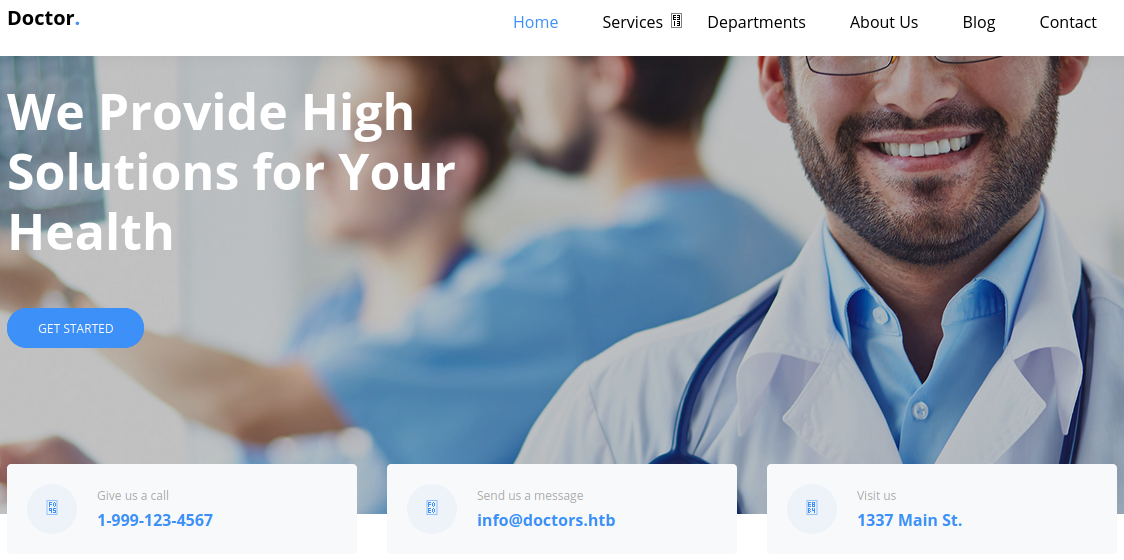 Doctor.
Home Services Departments About Us Blog Contact
We Provide High
Solutions for Your
Health
GET STARTED
Give us a call
1-999-123-4567
Send us a message
info@doctors.htb
Visit us
1337 Main St.